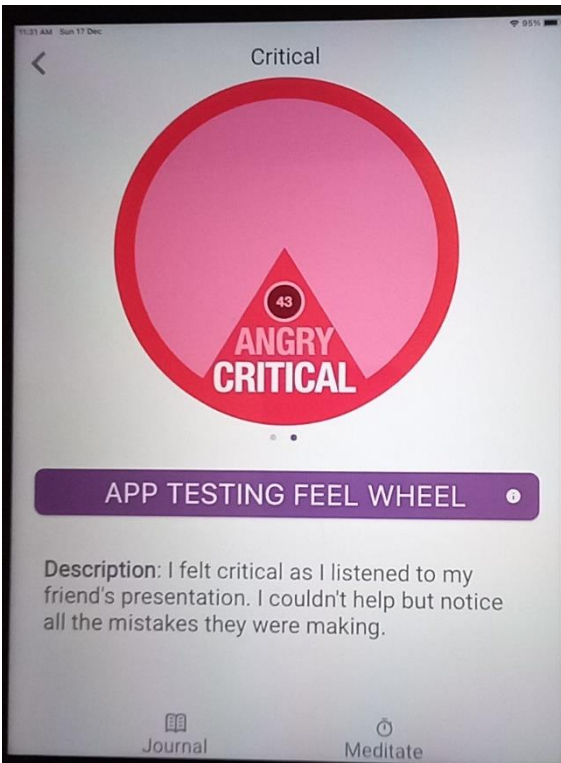 11:31 AM Sun 17 Dec
95%
Critical
43
ANGRY
CRITICAL
APP TESTING FEEL WHEEL
Description: I felt critical as I listened to my
friend's presentation. I couldn't help but notice
all the mistakes they were making.
Journal
Meditate